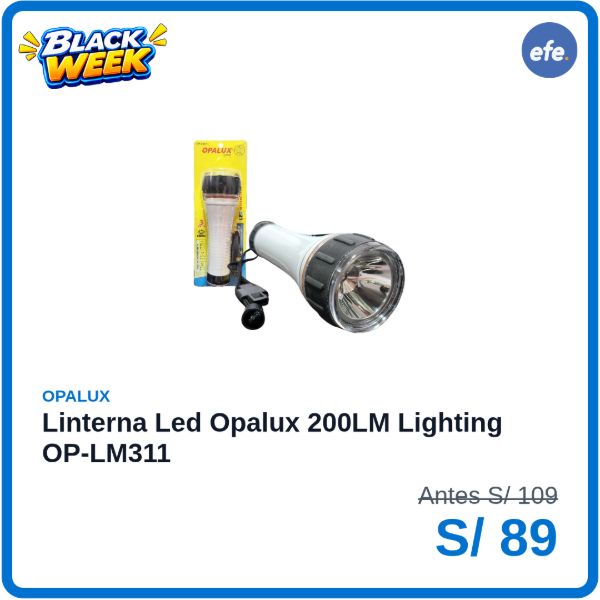 BLACK
WEEK
efe.
OPALUX
OPALUX
Linterna Led Opalux 200LM Lighting
OP-LM311
Antes S/ 109
S/ 89